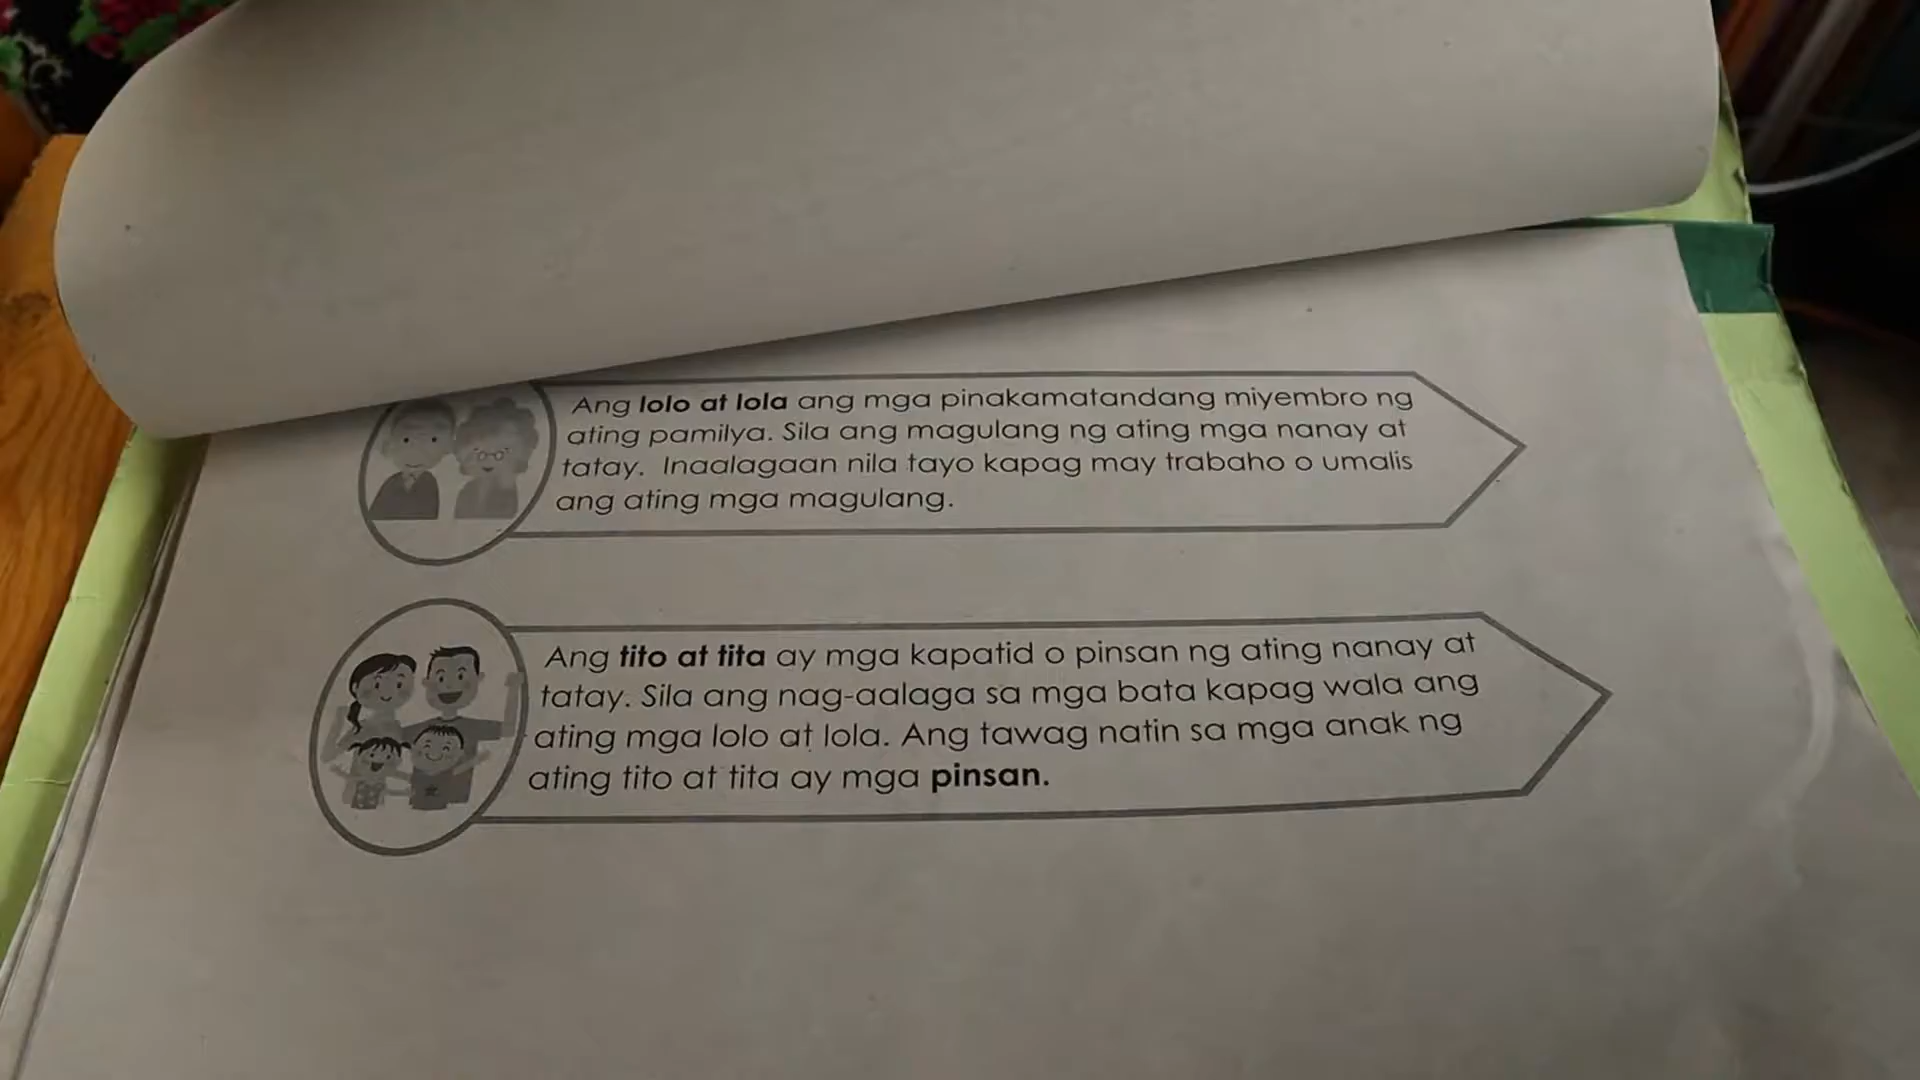 Ang lolo at lola ang mga pinakamatandang miyembro ng
ating pamilya. Sila ang magulang ng ating mga nanay at
tatay. Inaalagaan nila tayo kapag may trabaho o umalis
ang ating mga magulang.
Ang tito at tita ay mga kapatid o pinsan ng ating nanay at
tatay. Sila ang nag-aalaga sa mga bata kapag wala ang
ating mga lolo at lola. Ang tawag natin sa mga anak ng
ating tito at tita ay mga pinsan.